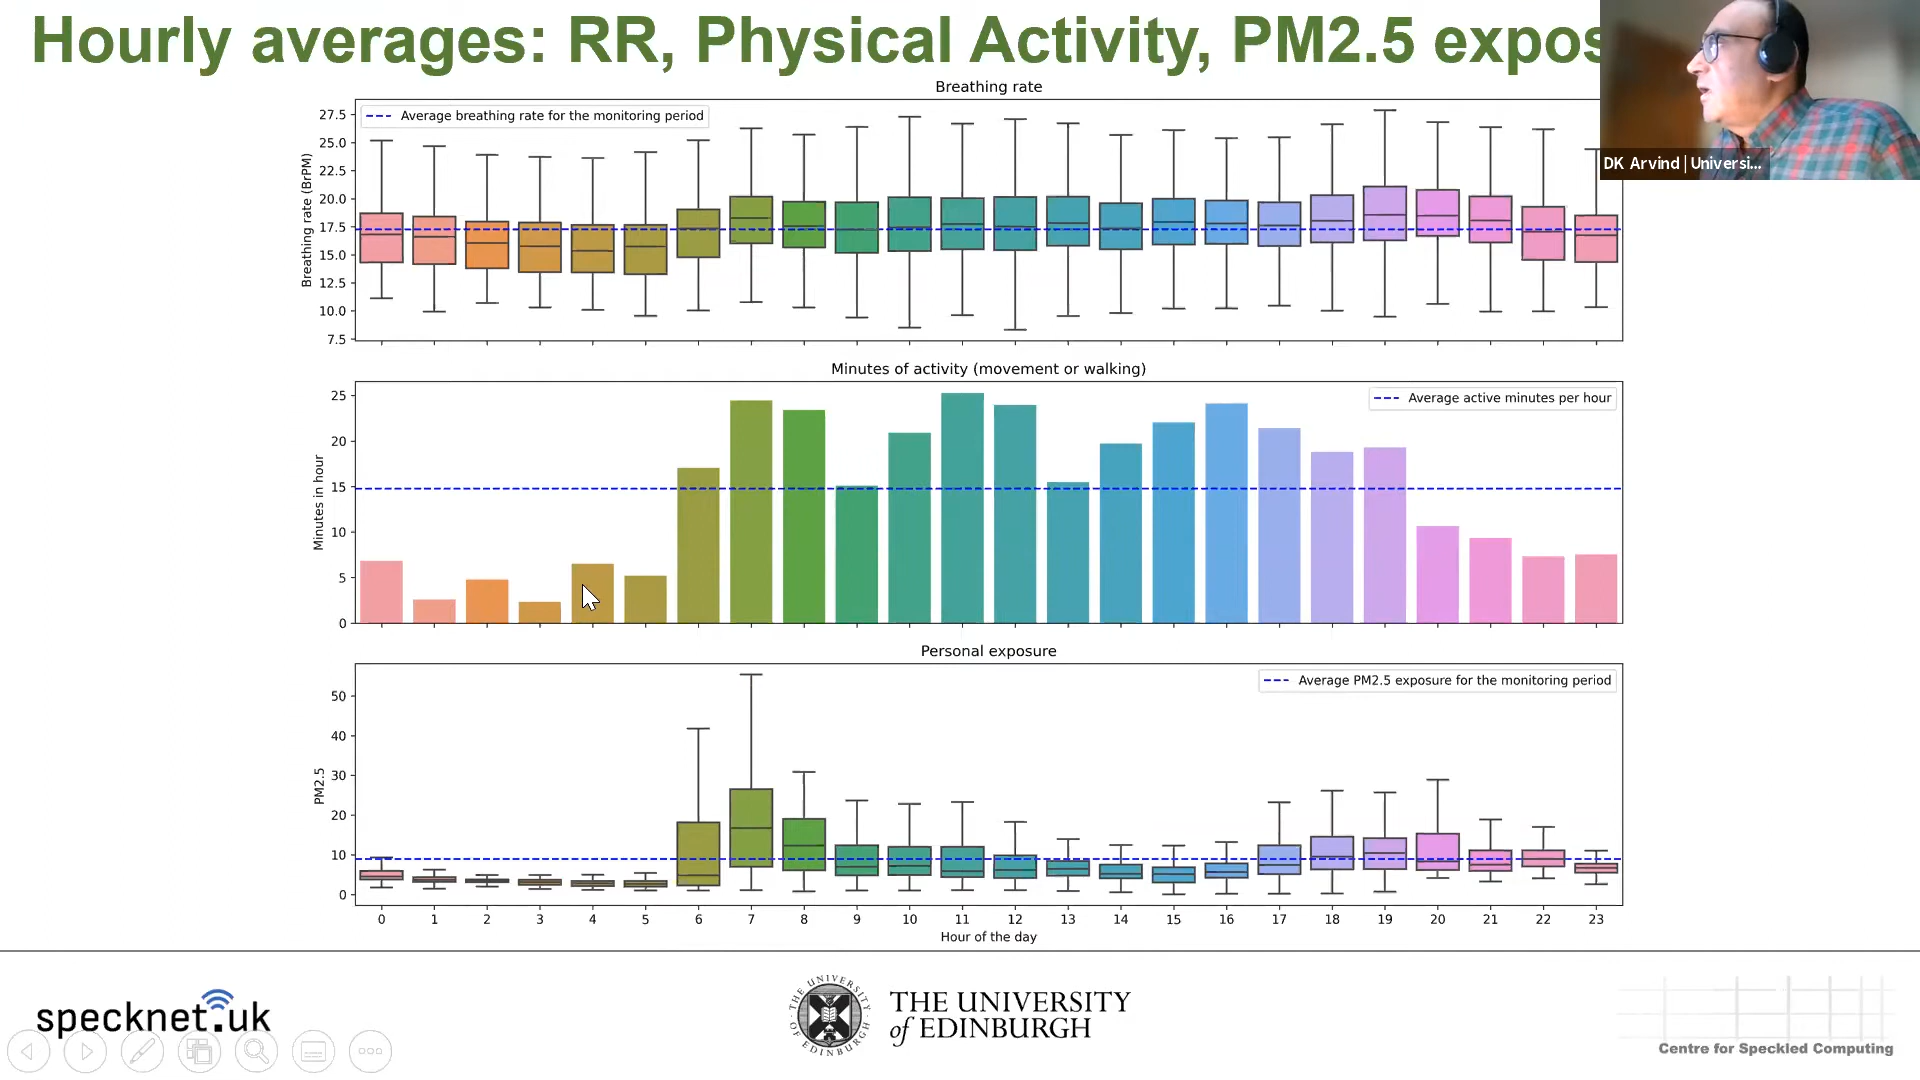 Hourly averages: RR, Physical Activity, PM2.5 expos
DK Arvind | Universi...
Breathing rate
Average breathing rate for the monitoring period
Breathing rate (BrPM)
27.5
25.0
22.5
20.0
17.5
15.0
12.5
10.0
7.5
Minutes of activity (movement or walking)
Average active minutes per hour
Minutes in hour
25
20
15
10
5
0
Personal exposure
Average PM2.5 exposure for the monitoring period
PM2.5
50
40
30
20
10
0
0 1 2 3 4 5 6 7 8 9 10 11 12 13 14 15 16 17 18 19 20 21 22 23
Hour of the day
specknet.uk
THE UNIVERSITY
of EDINBURGH
THE UNIVERSITY OF EDINBURGH
Centre for Speckled Computing